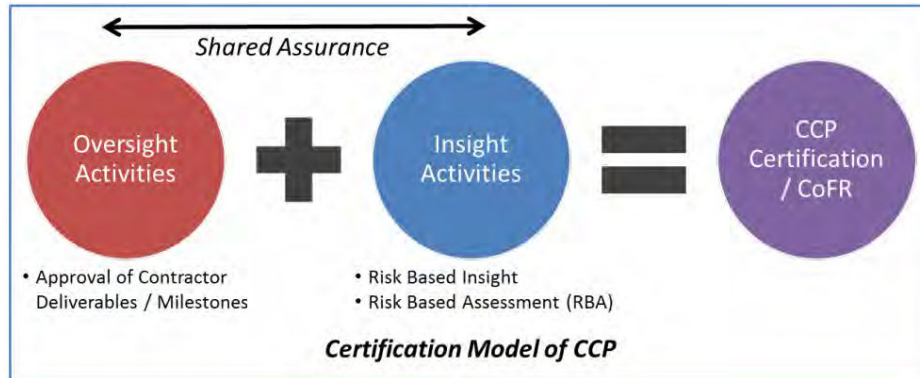 Shared Assurance
Oversight
Activities
Insight
Activities
CCP
Certification
/ CoFR
• Approval of Contractor
Deliverables / Milestones
• Risk Based Insight
• Risk Based Assessment (RBA)
Certification Model of CCP